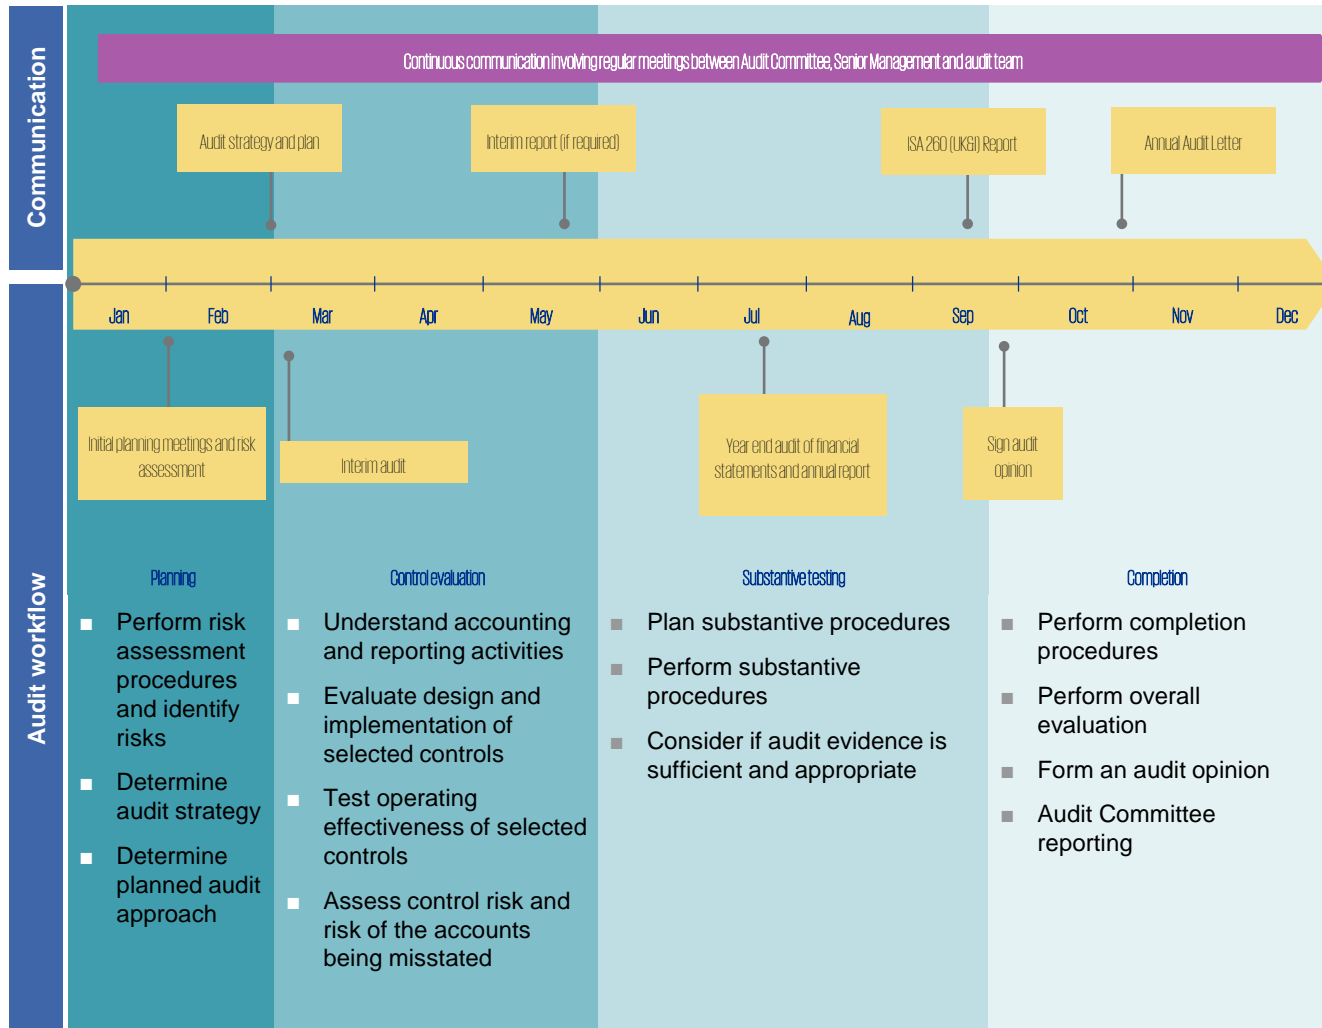 Communication
Continuous communication involving regular meetings between Audit Committee, Senior Management and audit team
Audit strategy and plan
Interim report (if required)
ISA 260 (UK&I) Report
Annual Audit Letter
Jan
Feb
Mar
Apr
May
Jun
Jul
Aug
Sep
Oct
Nov
Dec
Audit workflow
Initial planning meetings and risk
assessment
Interim audit
Year end audit of financial
statements and annual report
Sign audit
opinion
Planning
■ Perform risk
assessment
procedures
and identify
risks
■ Determine
audit strategy
■ Determine
planned audit
approach
Control evaluation
■ Understand accounting
and reporting activities
■ Evaluate design and
implementation of
selected controls
■ Test operating
effectiveness of selected
controls
■ Assess control risk and
risk of the accounts
being misstated
Substantive testing
■ Plan substantive procedures
■ Perform substantive
procedures
■ Consider if audit evidence is
sufficient and appropriate
Completion
■ Perform completion
procedures
■ Perform overall
evaluation
■ Form an audit opinion
■ Audit Committee
reporting